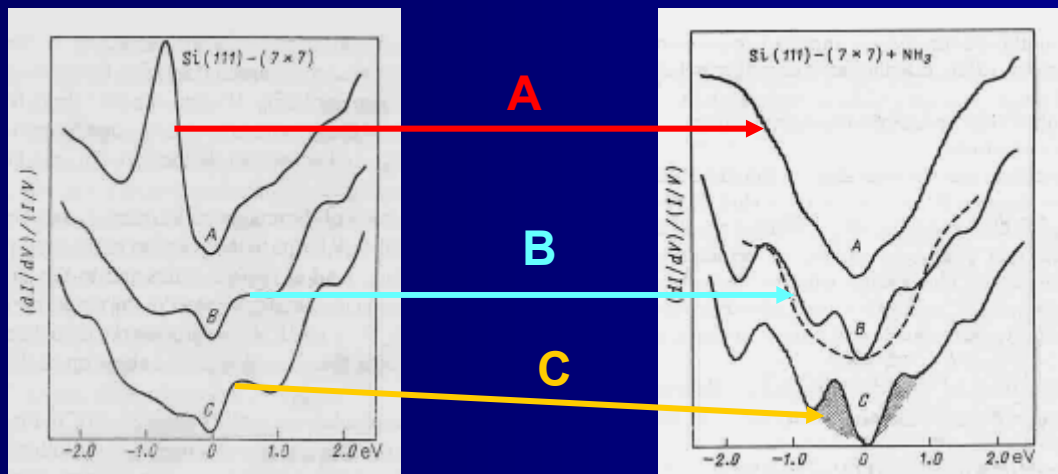 Si(111)-(7×7)
(dI/dV)/(I/V)
A
B
C
-2.0 -1.0 0 1.0 2.0 eV
A
B
C
Si(111)-(7×7)+NH₃
(dI/dV)/(I/V)
A
B
C
-2.0 -1.0 0 1.0 2.0 eV